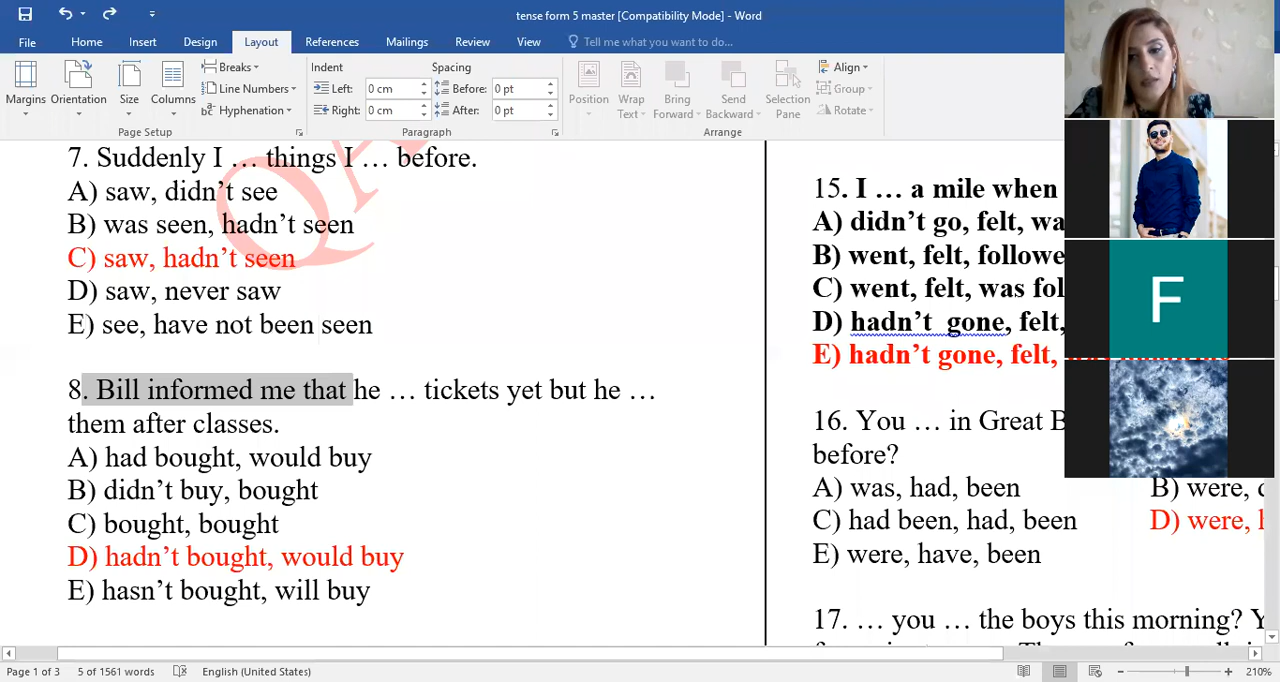 tense form 5 master [Compatibility Mode] - Word
File Home Insert Design Layout References Mailings Review View Tell me what you want to do...
Margins Orientation Size Columns
Breaks
Line Numbers
Hyphenation
Page Setup
Indent
Left: 0 cm
Right: 0 cm
Spacing
Before: 0 pt
After: 0 pt
Paragraph
Position Wrap Text Bring Forward Send Backward Selection Pane
Align
Group
Rotate
Arrange
7. Suddenly I … things I … before.
A) saw, didn’t see
B) was seen, hadn’t seen
C) saw, hadn’t seen
D) saw, never saw
E) see, have not been seen
8. Bill informed me that he … tickets yet but he …
them after classes.
A) had bought, would buy
B) didn’t buy, bought
C) bought, bought
D) hadn’t bought, would buy
E) hasn’t bought, will buy
15. I … a mile when
A) didn’t go, felt,
B) went, felt,
C) went, felt, was
D) hadn’t gone, felt,
E) hadn’t gone, felt,
16. You … in Great
before?
A) was, had, been B) were,
C) had been, had, been D) were,
E) were, have, been
17. … you … the boys this morning?
F
Page 1 of 3 5 of 1561 words English (United States) 210%